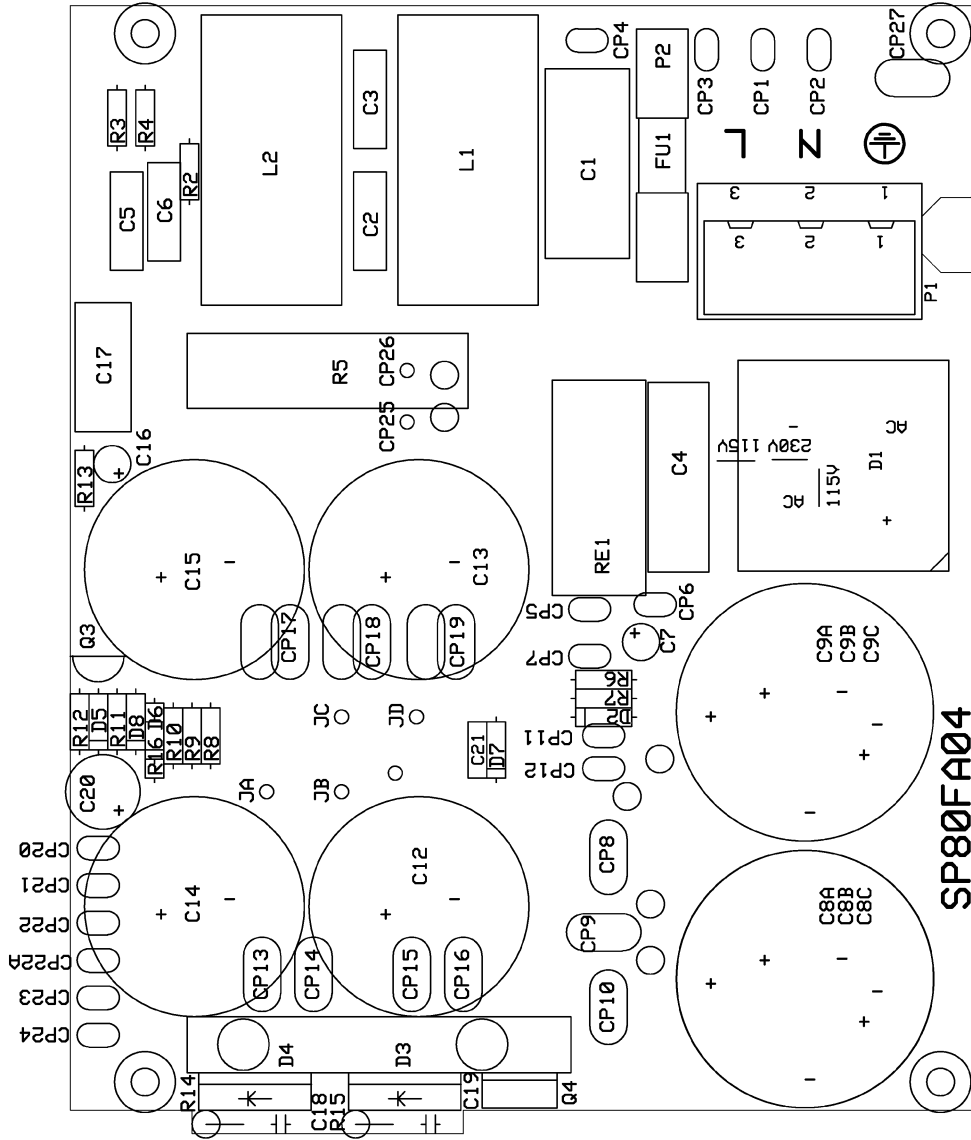 CP4
P2
CP3
CP1
CP2
CP27
R3
R4
C3
L2
L1
C1
FU1
L
N
R2
C5
C6
C2
3
2
1
3
2
1
P1
C17
R5
CP26
CP25
C16
R13
115V
230V
115V
AC
AC
115V
D1
-
+
C4
RE1
C15
+
-
C13
+
-
CP5
CP6
C7
+
CP7
Q3
CP17
CP18
CP19
R6
R7
D2
C9A
C9B
C9C
+
-
+
-
+
-
R12
D5
R11
D8
D6
R16
R10
R9
R8
JC
JD
C21
D7
CP11
CP12
JA
JB
C20
+
SP80FA04
CP20
CP21
CP22
CP22A
CP23
CP24
C14
+
-
C12
+
-
CP8
CP9
CP10
C8A
C8B
C8C
+
-
+
-
+
-
CP13
CP14
CP15
CP16
D4
D3
R14
C18
R15
C19
Q4